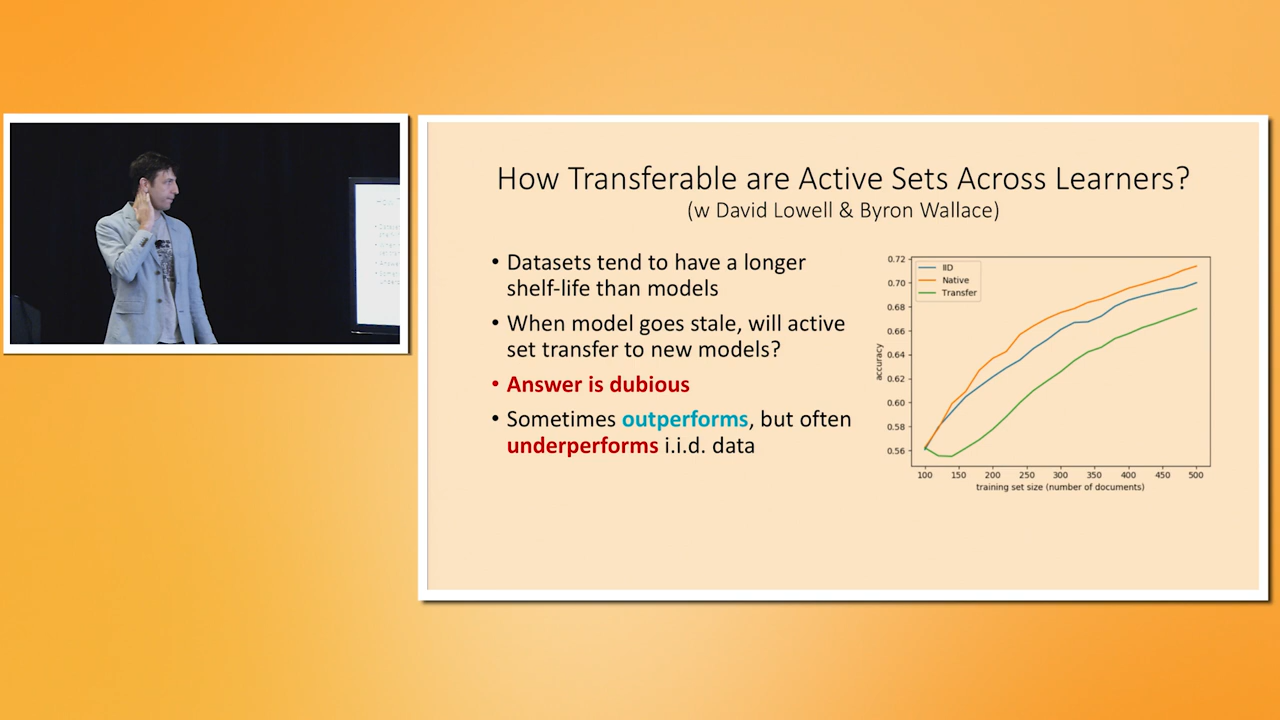 How Transferable are Active Sets Across Learners?
(w David Lowell & Byron Wallace)
• Datasets tend to have a longer
shelf-life than models
• When model goes stale, will active
set transfer to new models?
• Answer is dubious
• Sometimes outperforms, but often
underperforms i.i.d. data
IID
Native
Transfer
accuracy
0.72
0.70
0.68
0.66
0.64
0.62
0.60
0.58
0.56
100 150 200 250 300 350 400 450 500
training set size (number of documents)